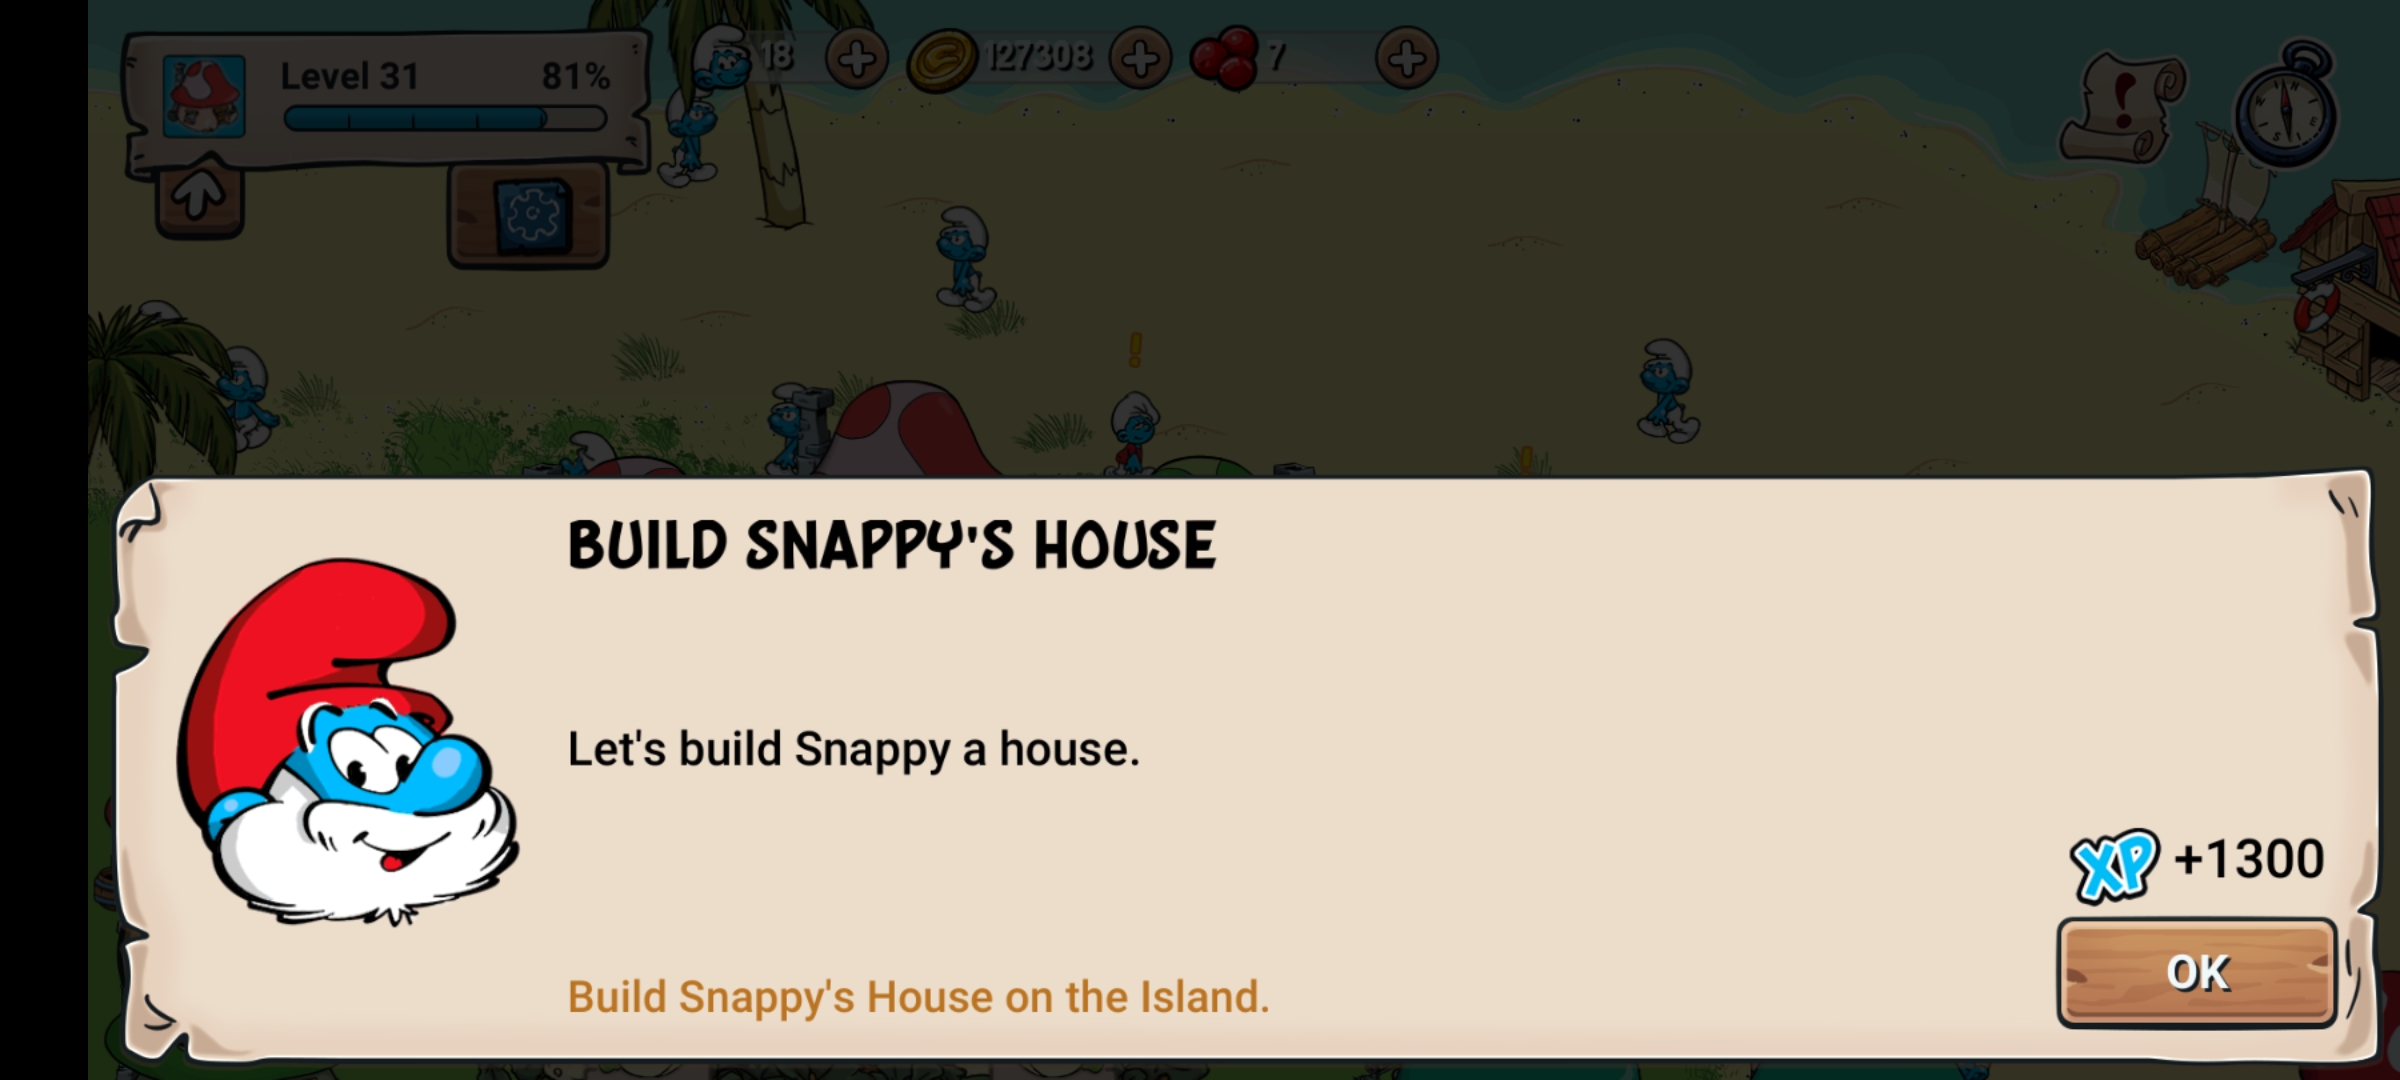 Level 31 81%
18
127308
7
BUILD SNAPPY'S HOUSE
Let's build Snappy a house.
XP +1300
OK
Build Snappy's House on the Island.